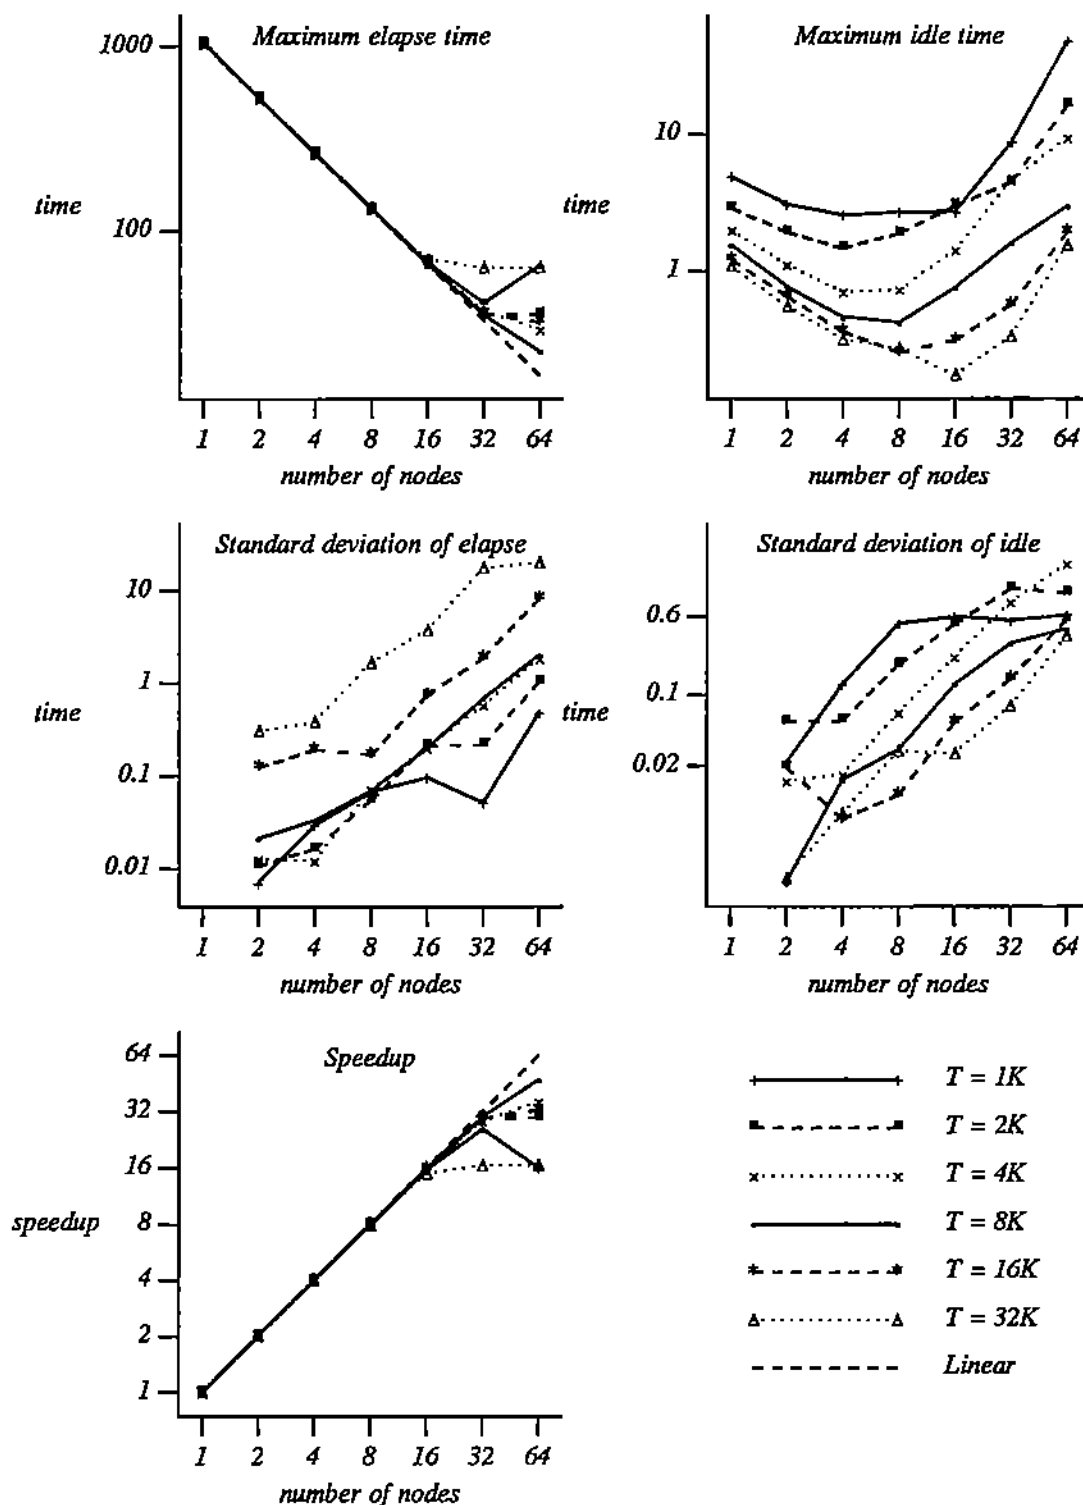 Maximum elapse time
1000
100
time
1 2 4 8 16 32 64
number of nodes
Maximum idle time
10
1
time
1 2 4 8 16 32 64
number of nodes
Standard deviation of elapse
10
1
0.1
0.01
time
1 2 4 8 16 32 64
number of nodes
Standard deviation of idle
0.6
0.1
0.02
time
1 2 4 8 16 32 64
number of nodes
Speedup
64
32
16
8
4
2
1
speedup
1 2 4 8 16 32 64
number of nodes
T = 1K
T = 2K
T = 4K
T = 8K
T = 16K
T = 32K
Linear